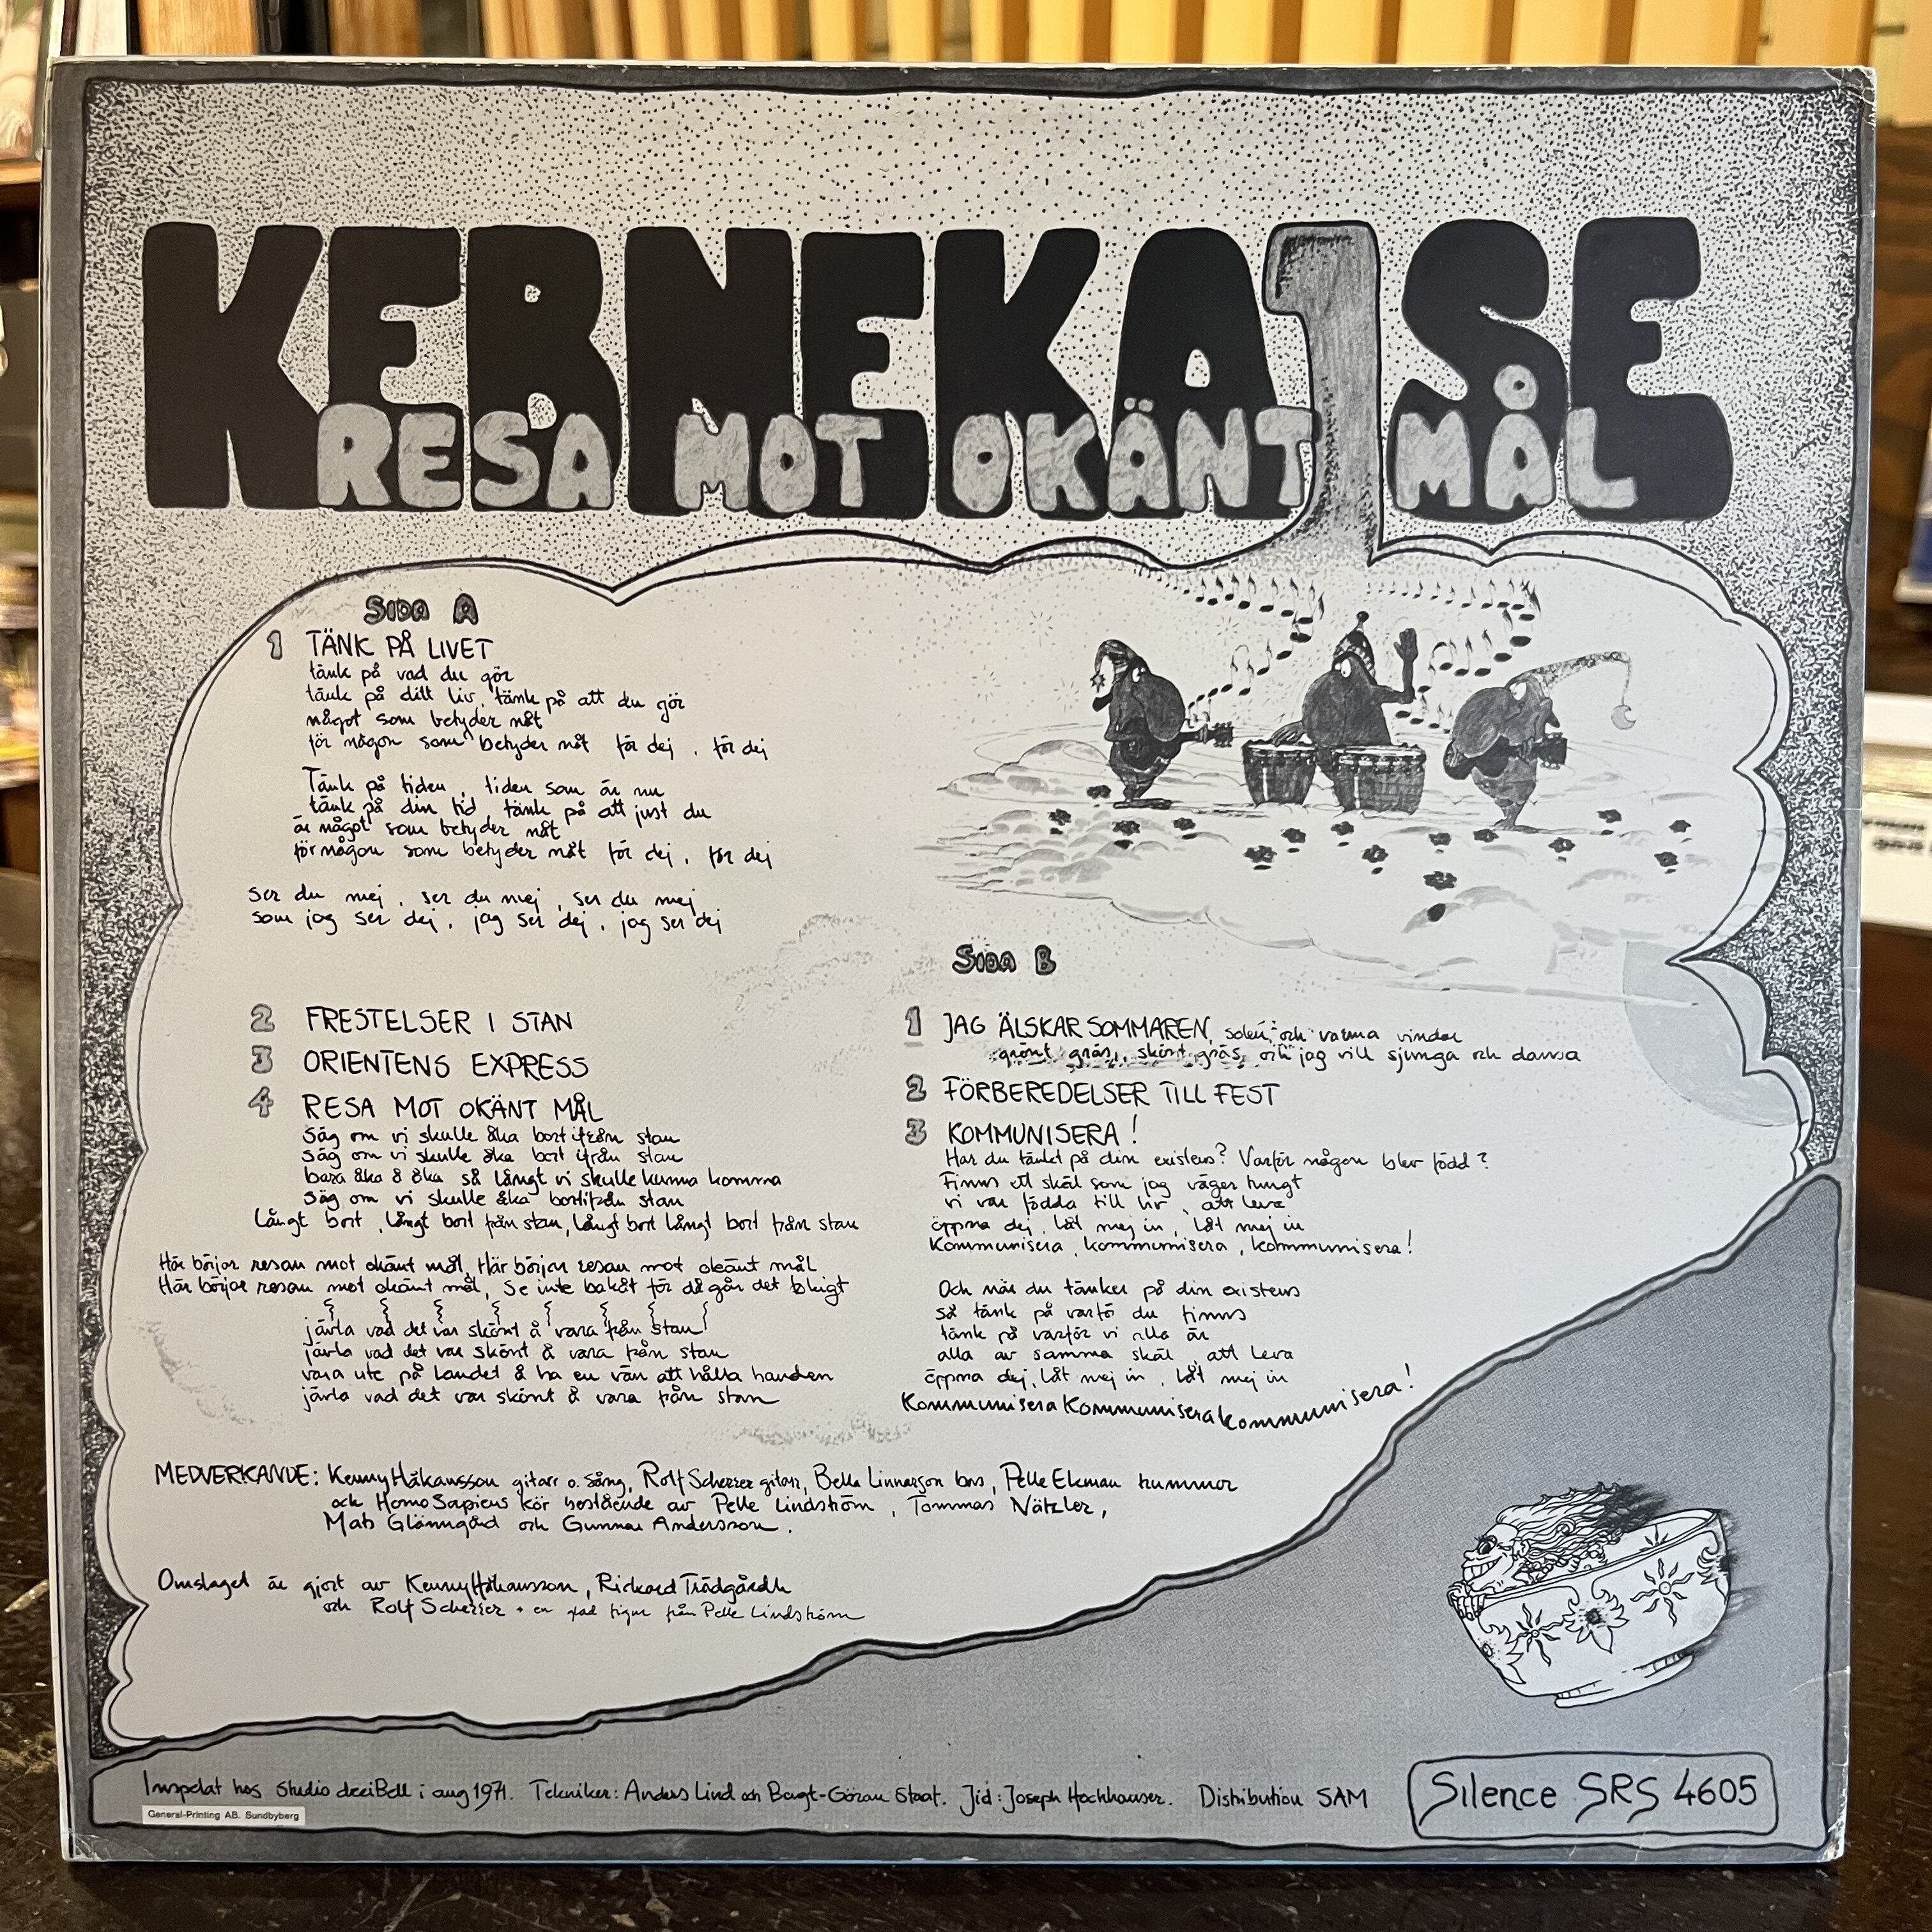 KEBNEKAJSE
RESA MOT OKÄNT MÅL
SIDA A
1 TÄNK PÅ LIVET
tänk på vad du gör
tänk på ditt liv, tänk på att du gör
något som betyder nåt
för någon som betyder nåt för dej, för dej
Tänk på tiden, tiden som är nu
tänk på din tid tänk på att just du
är något som betyder nåt
för någon som betyder nåt för dej, för dej
ser du mej, ser du mej, ser du mej
som jag ser dej, jag ser dej, jag ser dej
2 FRESTELSER I STAN
3 ORIENTENS EXPRESS
4 RESA MOT OKÄNT MÅL
Säg om vi skulle åka bort ifrån stan
säg om vi skulle åka bort ifrån stan
bara åka å åka så långt vi skulle kunna komma
säg om vi skulle åka bort ifrån stan
långt bort, långt bort från stan, långt bort långt bort från stan
Här börjar resan mot okänt mål, Här börjar resan mot okänt mål
Här börjar resan mot okänt mål, Se inte bakåt för då går det åt
jävla vad det var skönt å vara från stan
jävla vad det var skönt å vara från stan
vara ute på landet å ha en vän att hålla handen
jävla vad det var skönt å vara från stan
SIDA B
1 JAG ÄLSKAR SOMMAREN, solen, och varma vindar
grönt gräs, skönt gräs, och jag vill sjunga och dansa
2 FÖRBEREDELSER TILL FEST
3 KOMMUNISERA!
Har du tänkt på din existens? Varför någon blev född?
Finns ett skäl som jag väger tungt
vi var födda till liv, att leva
öppna dej, låt mej in, låt mej in
Kommunisera, kommunisera, kommunisera!
Och när du tänker på din existens
så tänk på varför du finns
tänk på varför vi alla är
alla av samma skäl, att leva
öppna dej, låt mej in, låt mej in
Kommunisera Kommunisera Kommunisera!
MEDVERKANDE: Kenny Håkansson gitarr o. sång, Rolf Scherrer gitarr, Bella Linnarson bas, Pelle Ekman trummor
och Homo Sapiens kör bestående av Pelle Lindström, Tommas Nätzler,
Mats Glänngård och Gunnar Andersson.
Omslaget är gjort av Kenny Håkansson, Rickard Trädgårdh
och Rolf Scherrer + en glad figur från Pelle Lindström
Inspelat hos Studio decibell i aug 1971. Tekniker: Anders Lind och Bengt-Göran Staaf. Jid: Joseph Hochhauser. Distribution SAM
General-Printing AB. Sundbyberg
Silence SRS 4605